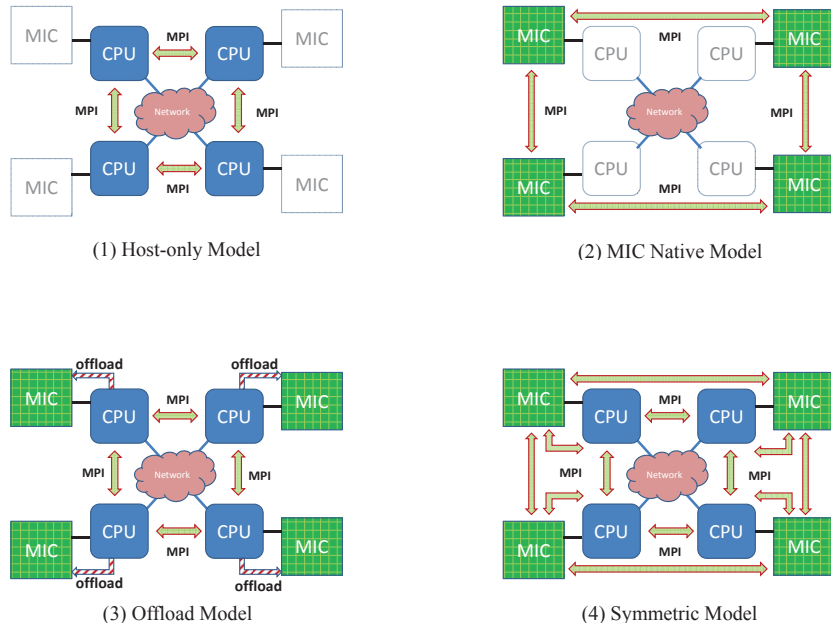 MIC
CPU
MPI
CPU
MIC
MPI
Network
MPI
MIC
CPU
MPI
CPU
MIC
(1) Host-only Model
MIC
CPU
MPI
CPU
MIC
MPI
Network
MPI
MIC
CPU
MPI
CPU
MIC
(2) MIC Native Model
offload
offload
MIC
CPU
MPI
CPU
MIC
MPI
Network
MPI
MIC
CPU
MPI
CPU
MIC
offload
offload
(3) Offload Model
MIC
CPU
MPI
CPU
MIC
MPI
Network
MPI
MIC
CPU
MPI
CPU
MIC
(4) Symmetric Model